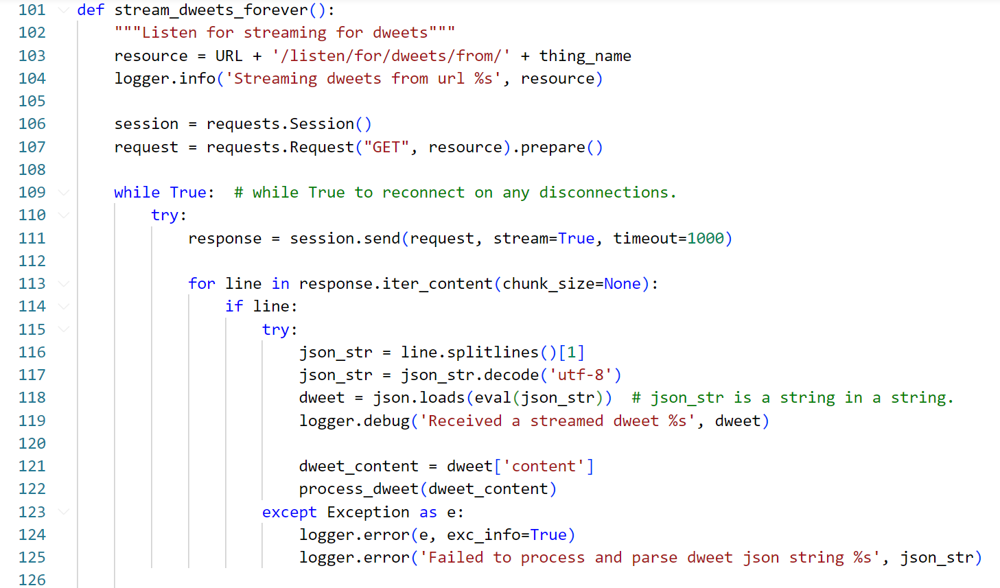 101 def stream_dweets_forever():
102     """Listen for streaming for dweets"""
103     resource = URL + '/listen/for/dweets/from/' + thing_name
104     logger.info('Streaming dweets from url %s', resource)
105
106     session = requests.Session()
107     request = requests.Request("GET", resource).prepare()
108
109     while True:  # while True to reconnect on any disconnections.
110         try:
111             response = session.send(request, stream=True, timeout=1000)
112
113             for line in response.iter_content(chunk_size=None):
114                 if line:
115                     try:
116                         json_str = line.splitlines()[1]
117                         json_str = json_str.decode('utf-8')
118                         dweet = json.loads(eval(json_str))  # json_str is a string in a string.
119                         logger.debug('Received a streamed dweet %s', dweet)
120
121                         dweet_content = dweet['content']
122                         process_dweet(dweet_content)
123                     except Exception as e:
124                         logger.error(e, exc_info=True)
125                         logger.error('Failed to process and parse dweet json string %s', json_str)
126